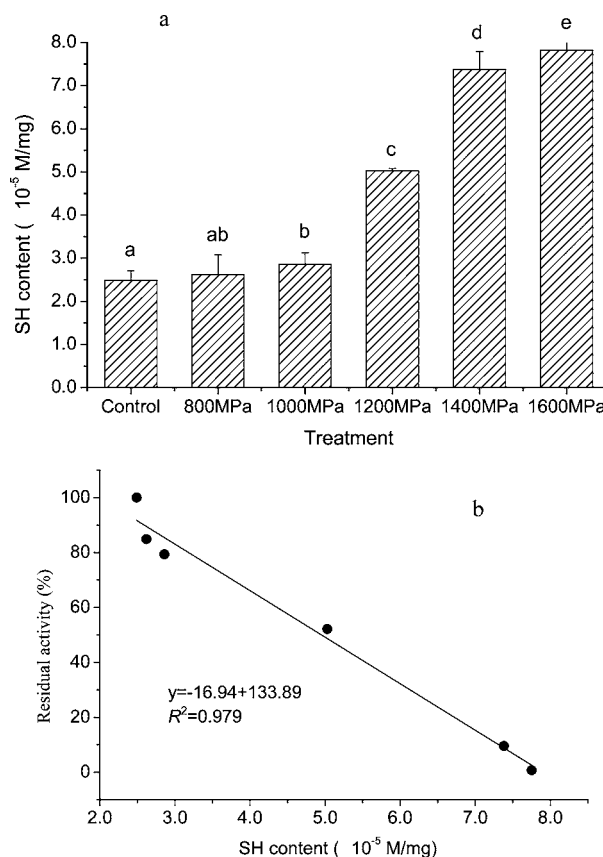 a
8.0
7.0
6.0
5.0
4.0
3.0
2.0
1.0
0.0
SH content ( 10⁻⁵ M/mg)
a
ab
b
c
d
e
Control 800MPa 1000MPa 1200MPa 1400MPa 1600MPa
Treatment
b
100
80
60
40
20
0
Residual activity (%)
y=-16.94+133.89
R²=0.979
2.0 3.0 4.0 5.0 6.0 7.0 8.0
SH content ( 10⁻⁵ M/mg)